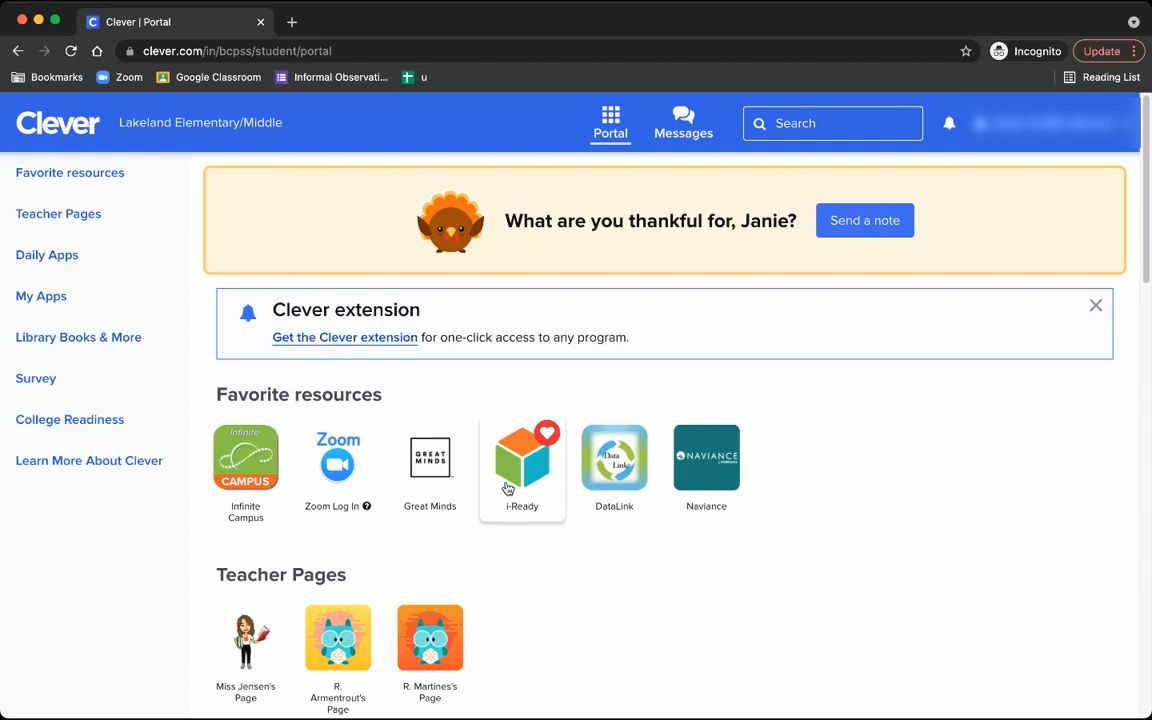 Clever | Portal
clever.com/in/bcpss/student/portal
Incognito
Update
Bookmarks
Zoom
Google Classroom
Informal Observati...
u
Reading List
Clever
Lakeland Elementary/Middle
Portal
Messages
Search
Favorite resources
Teacher Pages
Daily Apps
My Apps
Library Books & More
Survey
College Readiness
Learn More About Clever
What are you thankful for, Janie?
Send a note
Clever extension
Get the Clever extension for one-click access to any program.
Favorite resources
Infinite
CAMPUS
Infinite
Campus
Zoom
Zoom Log In
GREAT
MINDS
Great Minds
i-Ready
Data
Link
DataLink
NAVIANCE
Naviance
Teacher Pages
Miss Jensen's
Page
R.
Armentrout's
Page
R. Martines's
Page